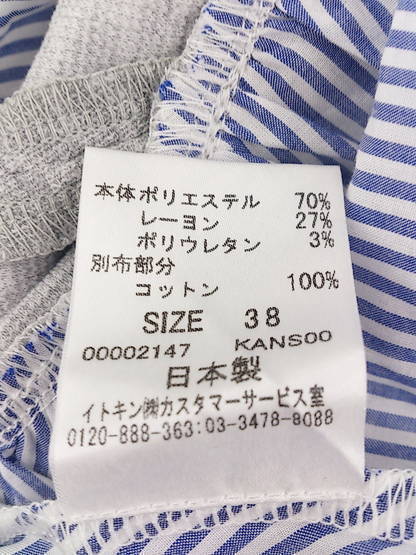 本体ポリエステル 70%
レーヨン 27%
ポリウレタン 3%
別布部分
コットン 100%
SIZE 38
00002147 KANSOO
日本製
イトキン㈱カスタマーサービス室
0120-888-363:03-3478-8088